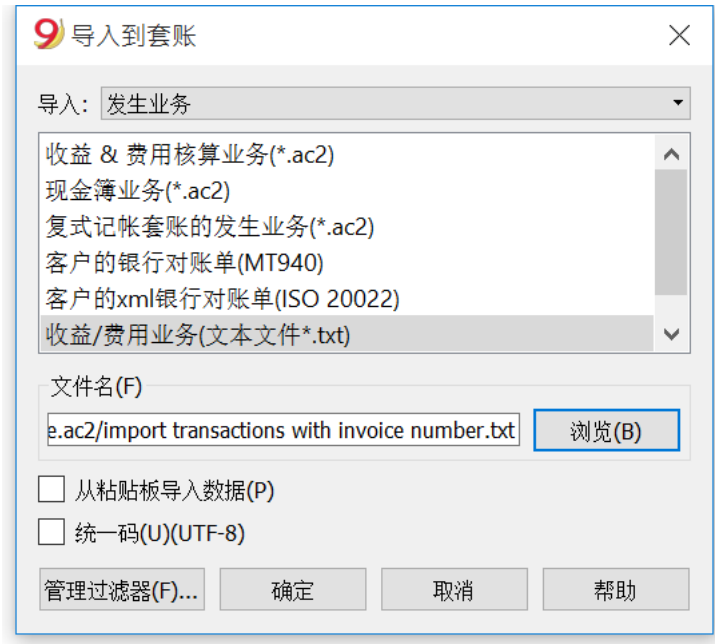 9 导入到套账
导入: 发生业务
收益 & 费用核算业务(*.ac2)
现金簿业务(*.ac2)
复式记帐套账的发生业务(*.ac2)
客户的银行对账单(MT940)
客户的xml银行对账单(ISO 20022)
收益/费用业务(文本文件*.txt)
文件名(F)
e.ac2/import transactions with invoice number.txt 浏览(B)
从粘贴板导入数据(P)
统一码(U)(UTF-8)
管理过滤器(F)... 确定 取消 帮助